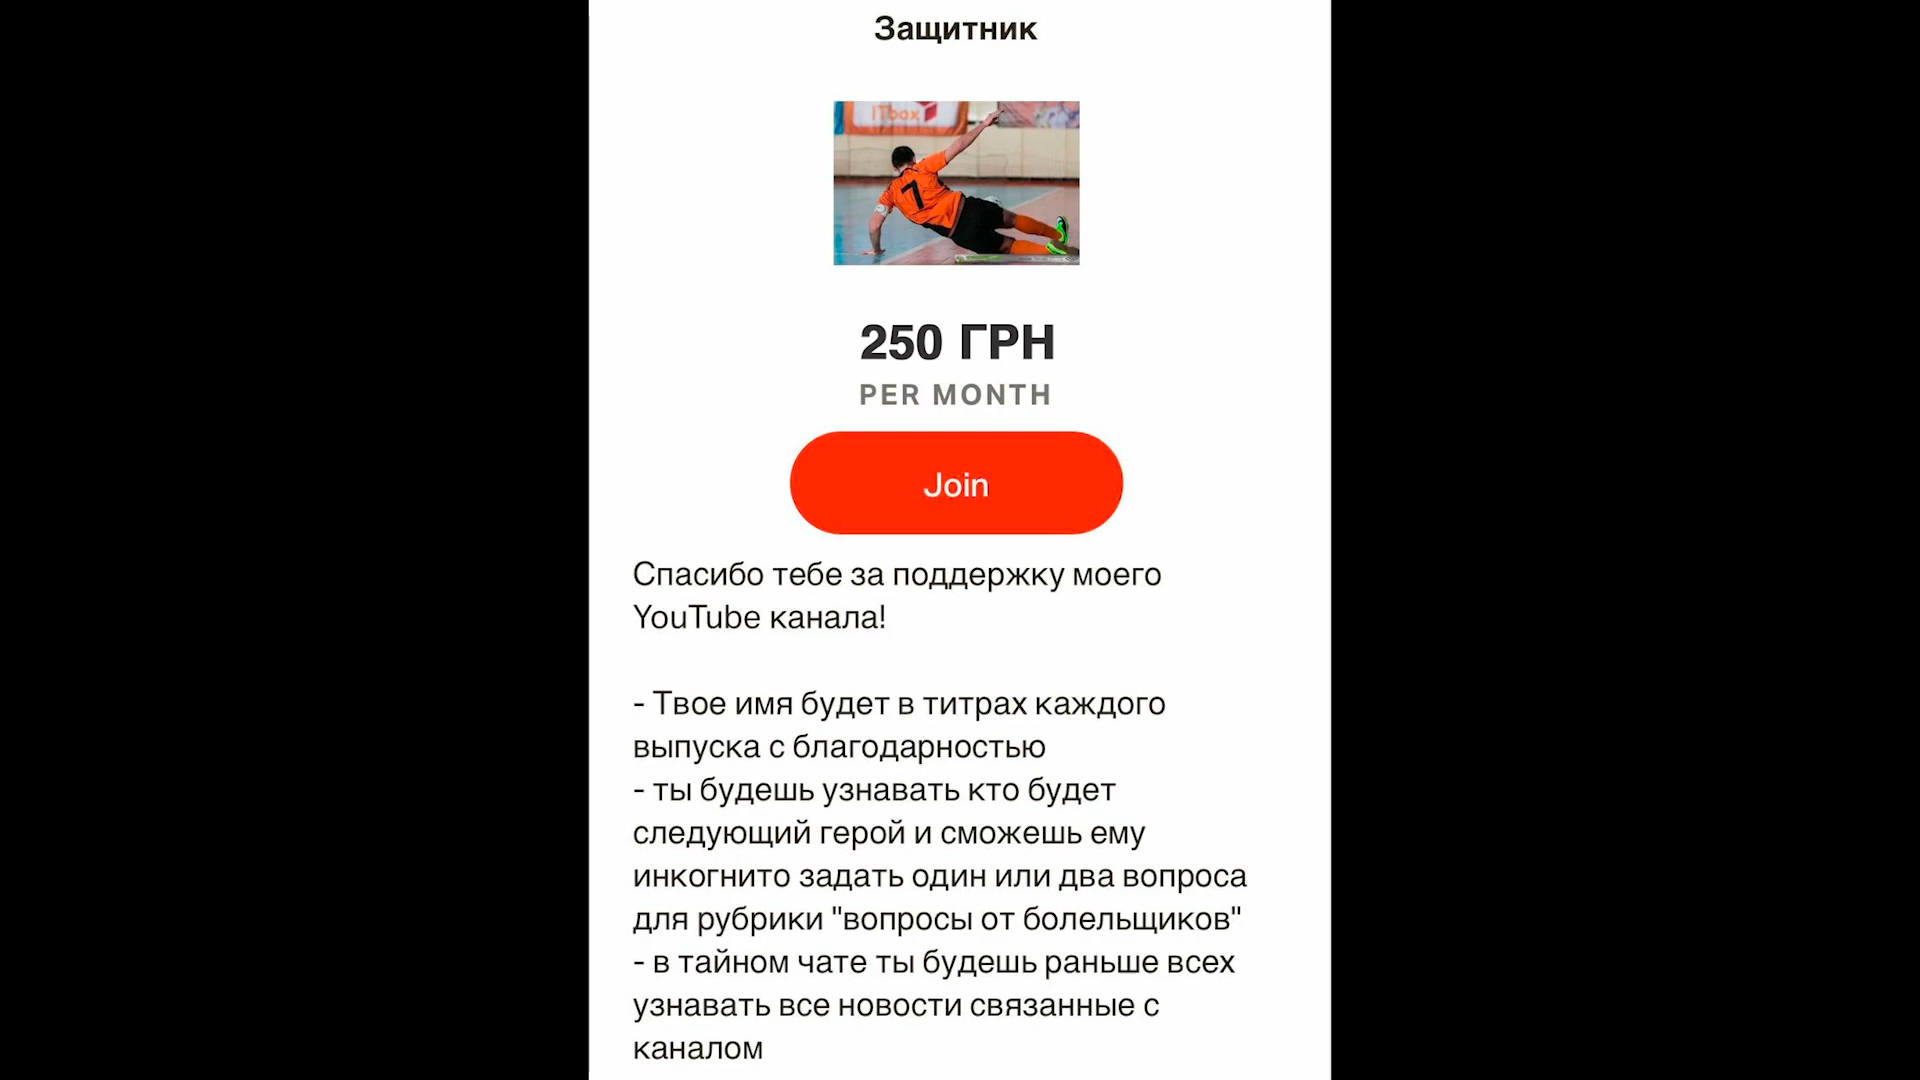 Защитник
ITbox
7
250 ГРН
PER MONTH
Join
Спасибо тебе за поддержку моего
YouTube канала!
- Твое имя будет в титрах каждого
выпуска с благодарностью
- ты будешь узнавать кто будет
следующий герой и сможешь ему
инкогнито задать один или два вопроса
для рубрики "вопросы от болельщиков"
- в тайном чате ты будешь раньше всех
узнавать все новости связанные с
каналом